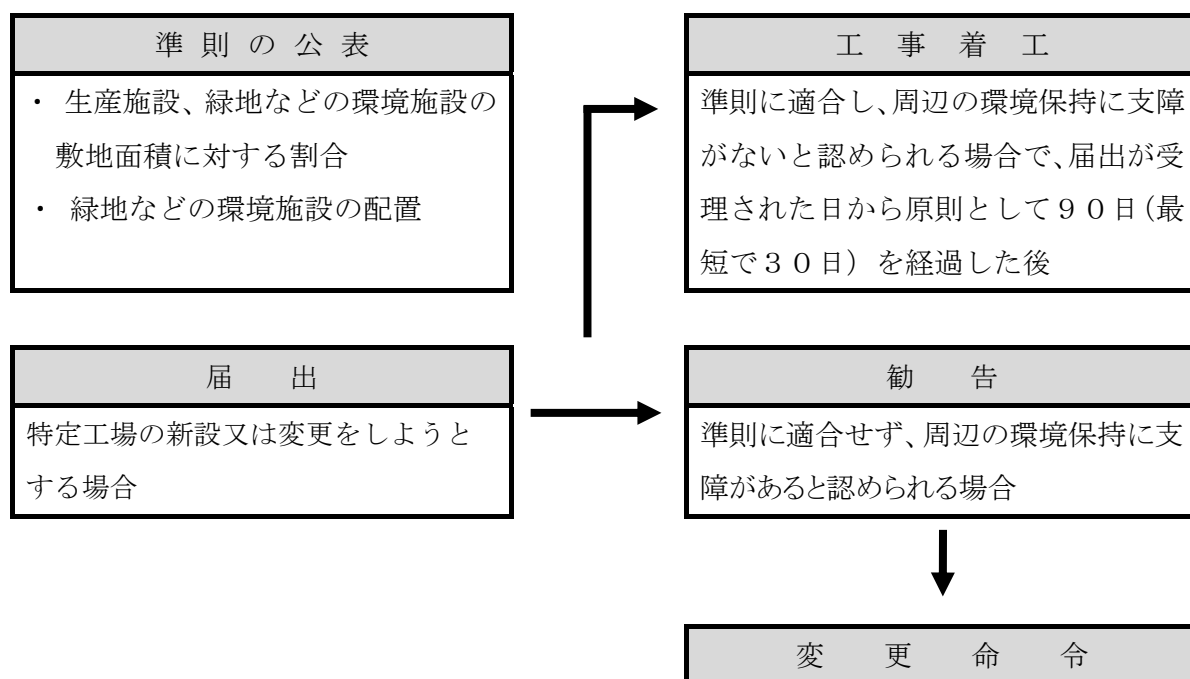 準則の公表
・ 生産施設、緑地などの環境施設の
敷地面積に対する割合
・ 緑地などの環境施設の配置
工事着工
準則に適合し、周辺の環境保持に支障
がないと認められる場合で、届出が受
理された日から原則として９０日（最
短で３０日）を経過した後
届出
特定工場の新設又は変更をしようと
する場合
勧告
準則に適合せず、周辺の環境保持に支
障があると認められる場合
変更命令